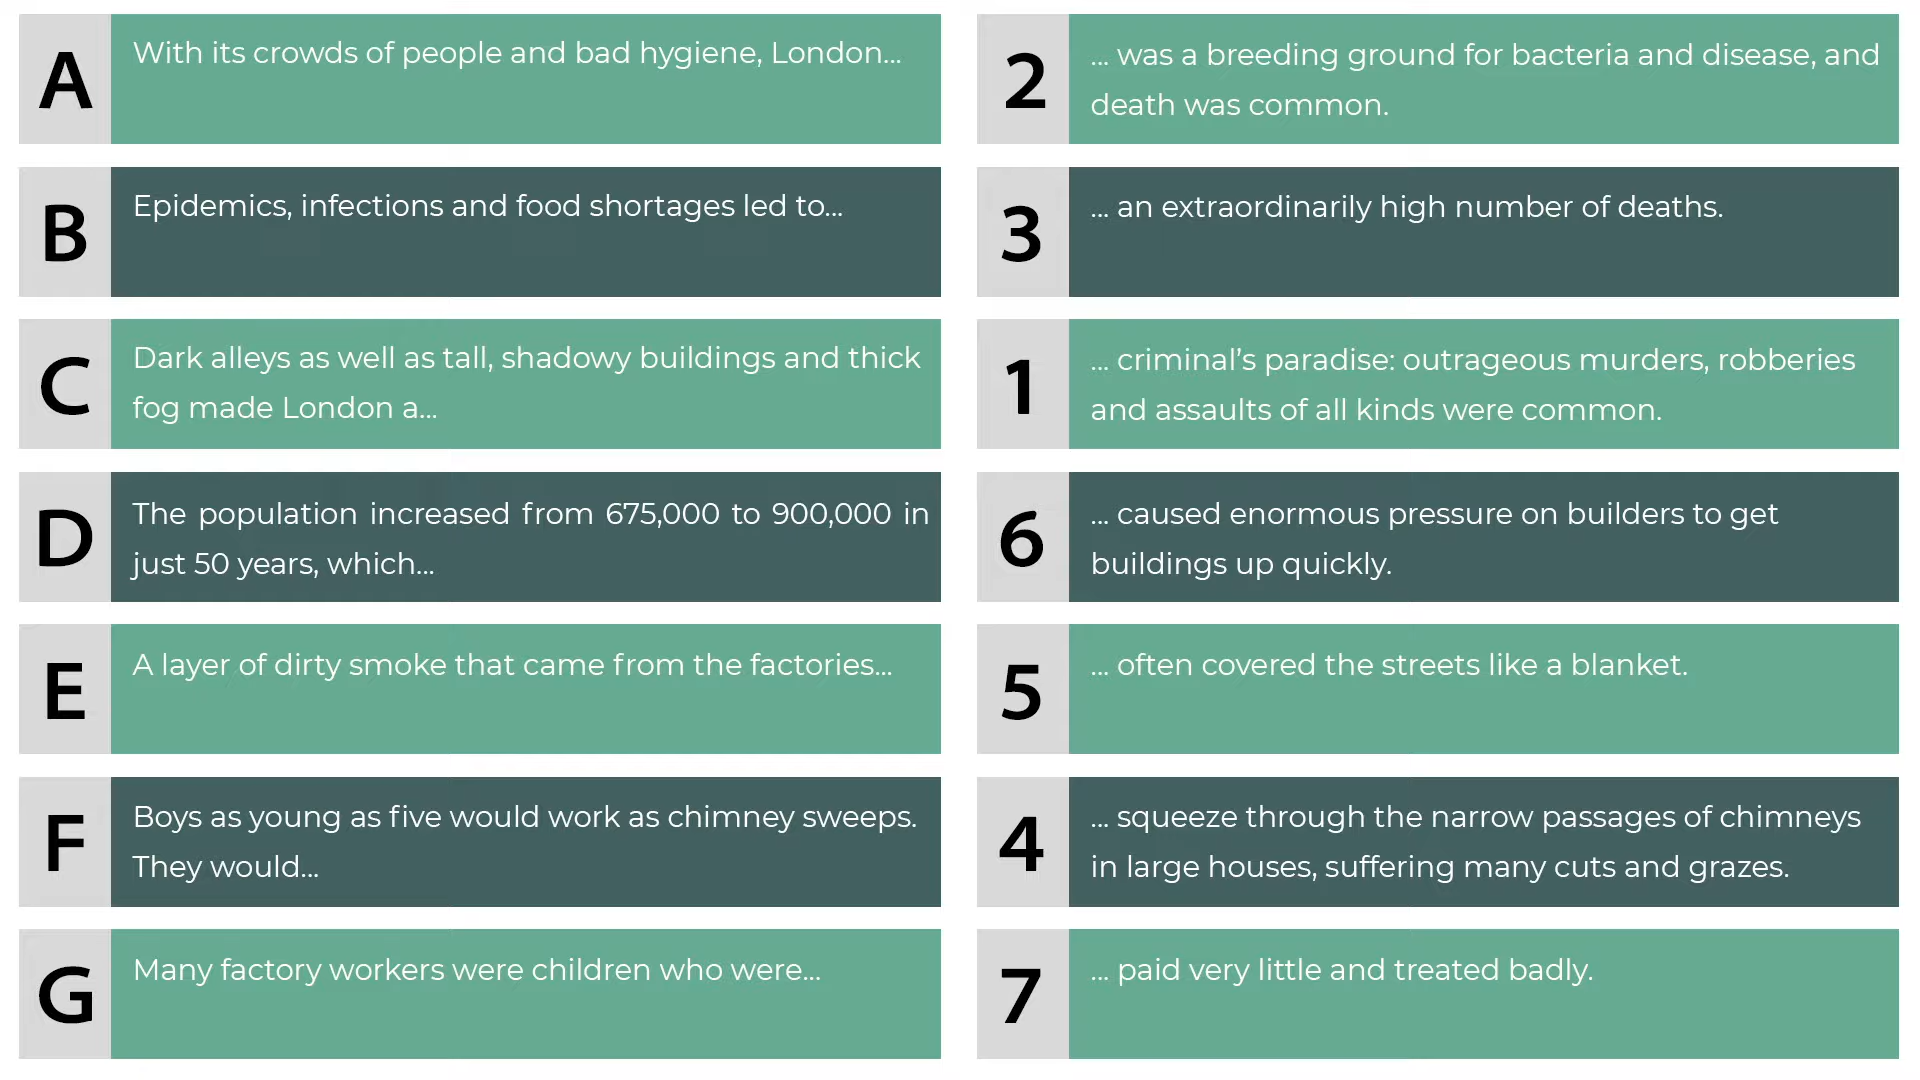 A
With its crowds of people and bad hygiene, London...
2
... was a breeding ground for bacteria and disease, and
death was common.
B
Epidemics, infections and food shortages led to...
3
... an extraordinarily high number of deaths.
C
Dark alleys as well as tall, shadowy buildings and thick
fog made London a...
1
... criminal’s paradise: outrageous murders, robberies
and assaults of all kinds were common.
D
The population increased from 675,000 to 900,000 in
just 50 years, which...
6
... caused enormous pressure on builders to get
buildings up quickly.
E
A layer of dirty smoke that came from the factories...
5
... often covered the streets like a blanket.
F
Boys as young as five would work as chimney sweeps.
They would...
4
... squeeze through the narrow passages of chimneys
in large houses, suffering many cuts and grazes.
G
Many factory workers were children who were...
7
... paid very little and treated badly.